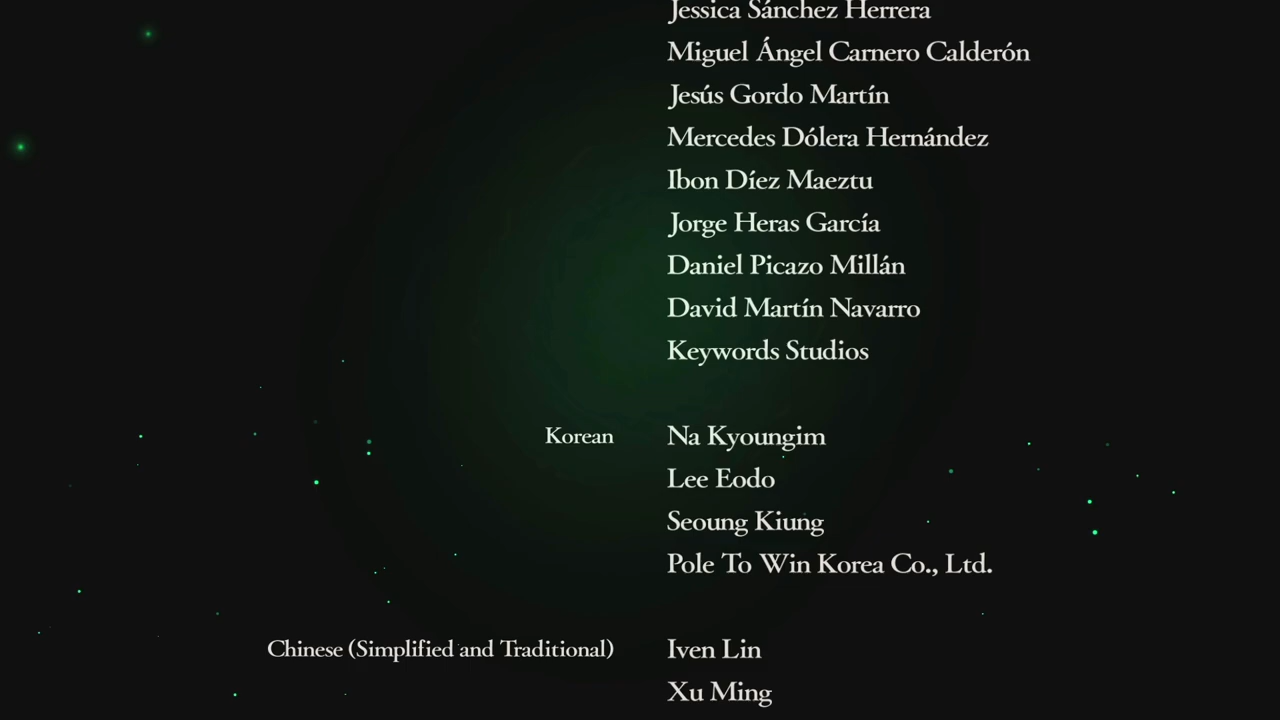 Jessica Sánchez Herrera
Miguel Ángel Carnero Calderón
Jesús Gordo Martín
Mercedes Dólera Hernández
Ibon Díez Maeztu
Jorge Heras García
Daniel Picazo Millán
David Martín Navarro
Keywords Studios
Korean Na Kyoungim
Lee Eodo
Seoung Kiung
Pole To Win Korea Co., Ltd.
Chinese (Simplified and Traditional) Iven Lin
Xu Ming